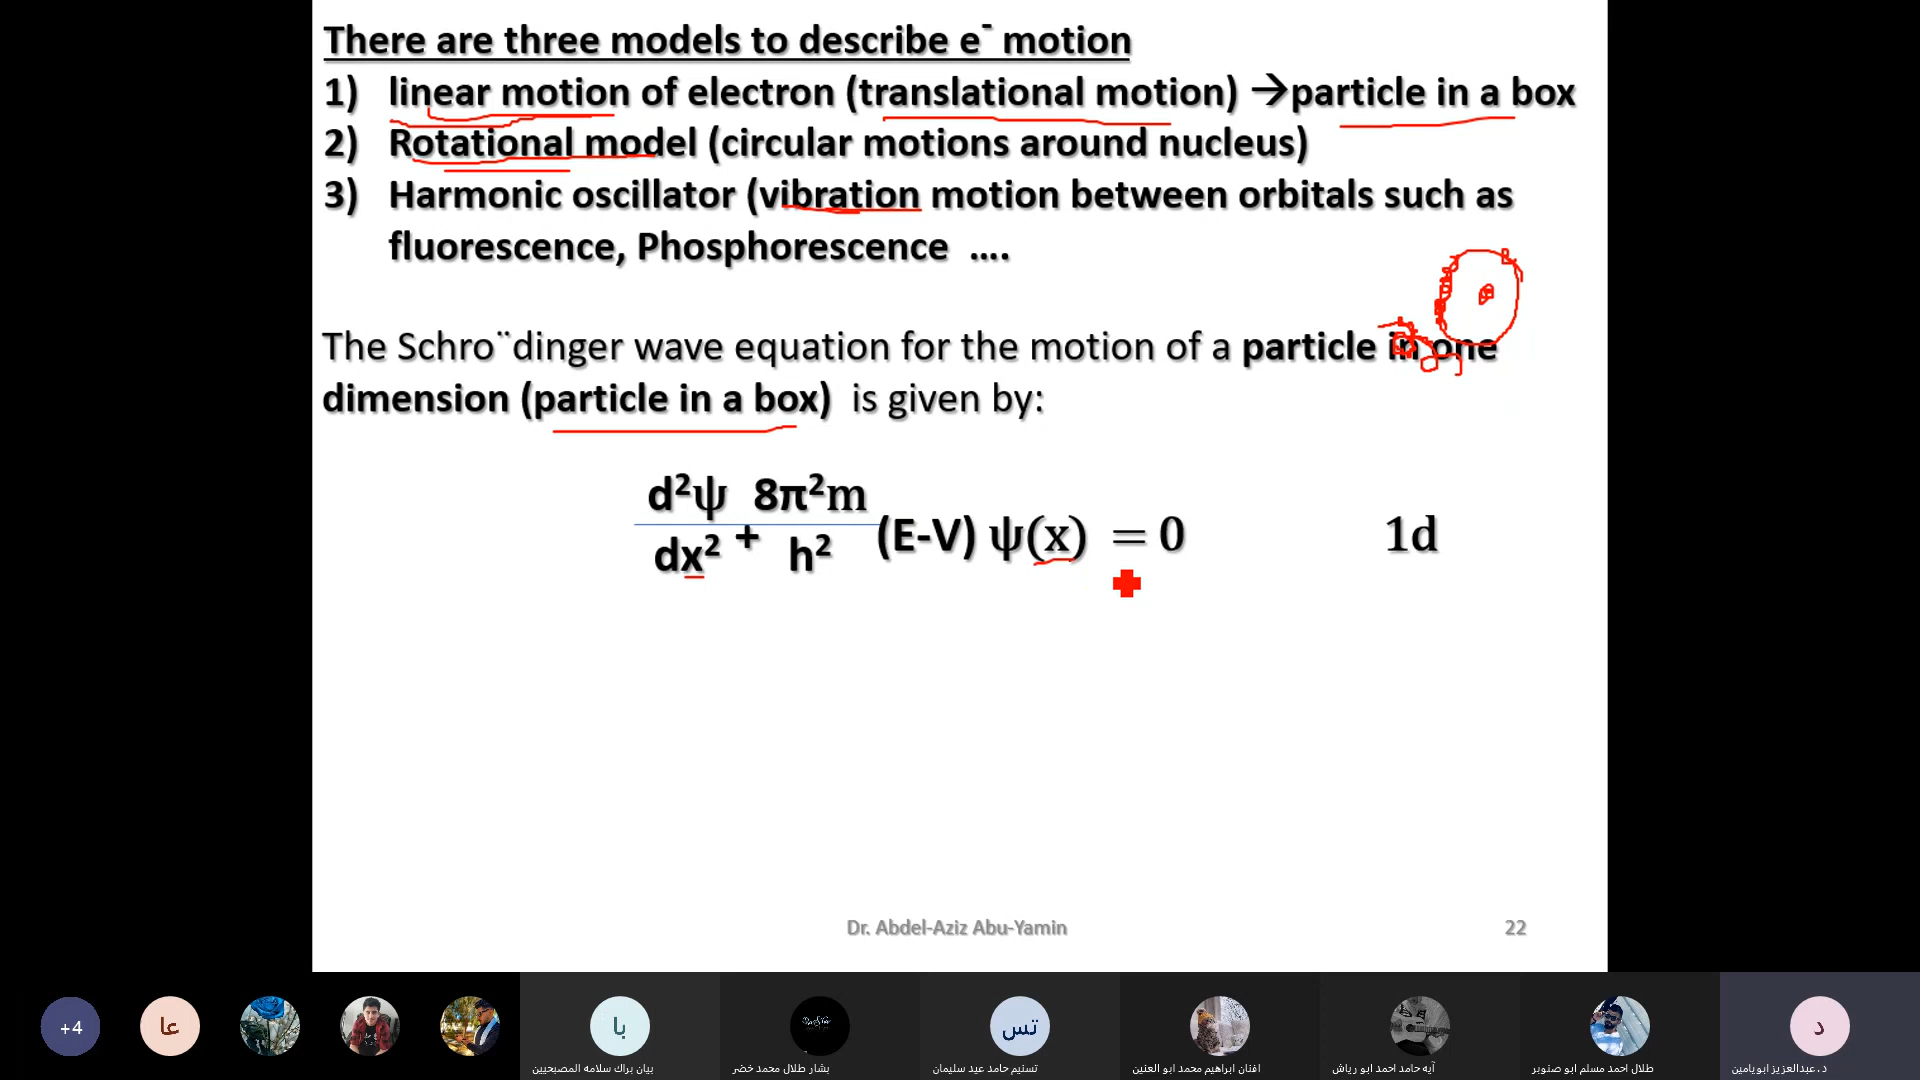 There are three models to describe e⁻ motion
1) linear motion of electron (translational motion) →particle in a box
2) Rotational model (circular motions around nucleus)
3) Harmonic oscillator (vibration motion between orbitals such as
fluorescence, Phosphorescence ....
The Schro¨dinger wave equation for the motion of a particle in one
dimension (particle in a box) is given by:
d²ψ 8π²m
dx² + h² (E-V) ψ(x) = 0 1d
Dr. Abdel-Aziz Abu-Yamin 22
+4 عا با تس د
بيان براك سلامه المصبحيين بشار طلال محمد خضر تسنيم حامد عيد سليمان افنان ابراهيم محمد ابو العنين آيه حامد احمد ابو رياش طلال احمد مسلم ابو صنوبر د.عبدالعزيز ابويامين